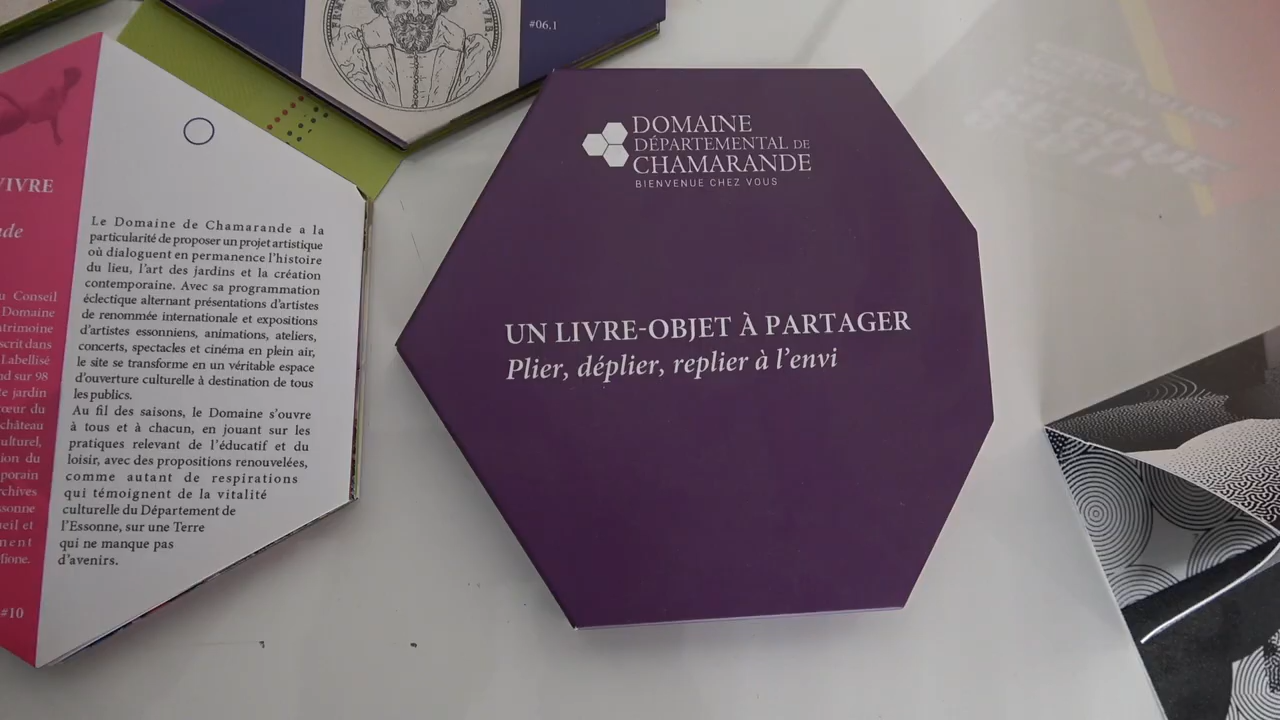 #06,1
VIVRE
Conseil
Domaine
#10
Le Domaine de Chamarande a la
particularité de proposer un projet artistique
où dialoguent en permanence l'histoire
du lieu, l'art des jardins et la création
contemporaine. Avec sa programmation
éclectique alternant présentations d'artistes
de renommée internationale et expositions
d'artistes essonniens, animations, ateliers,
concerts, spectacles et cinéma en plein air,
le site se transforme en un véritable espace
d'ouverture culturelle à destination de tous
les publics.
Au fil des saisons, le Domaine s'ouvre
à tous et à chacun, en jouant sur les
pratiques relevant de l'éducatif et du
loisir, avec des propositions renouvelées,
comme autant de respirations
qui témoignent de la vitalité
culturelle du Département de
l'Essonne, sur une Terre
qui ne manque pas
d'avenirs.
DOMAINE
DÉPARTEMENTAL DE
CHAMARANDE
BIENVENUE CHEZ VOUS
UN LIVRE-OBJET À PARTAGER
Plier, déplier, replier à l'envi